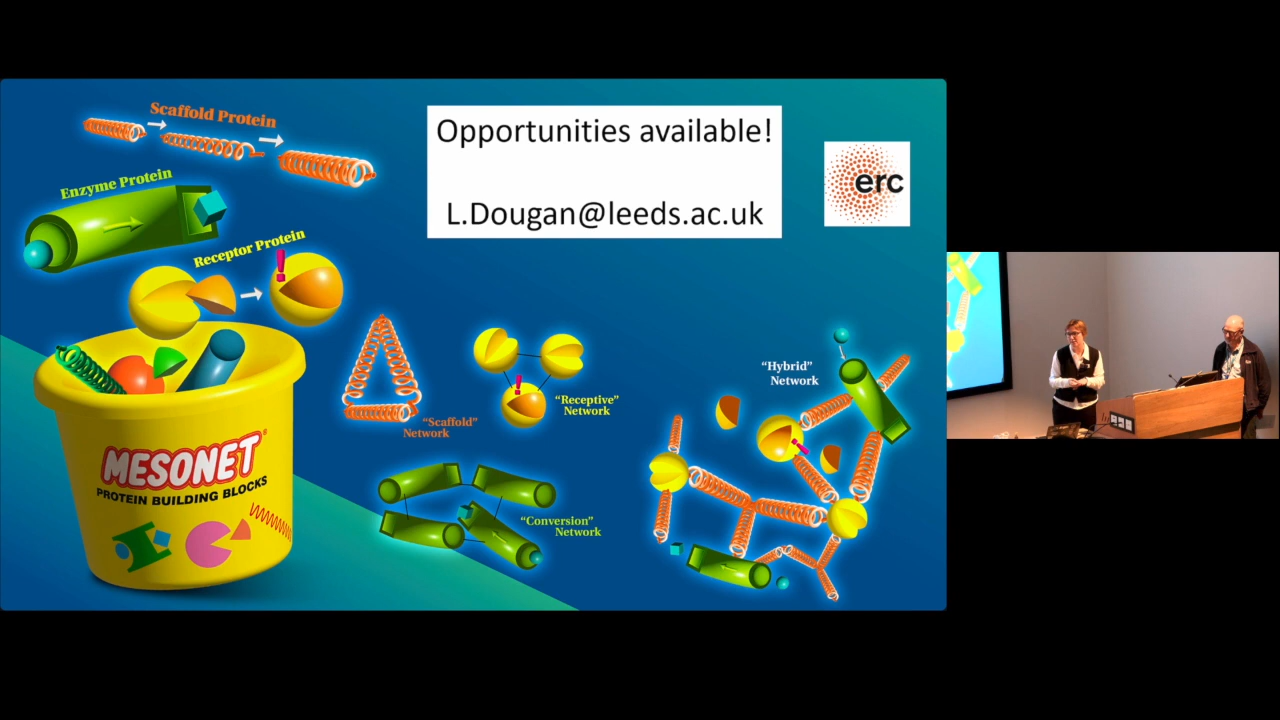 Scaffold Protein
Enzyme Protein
Receptor Protein
MESONET
PROTEIN BUILDING BLOCKS
Opportunities available!
L.Dougan@leeds.ac.uk
erc
"Scaffold"
Network
"Receptive"
Network
"Conversion"
Network
"Hybrid"
Network